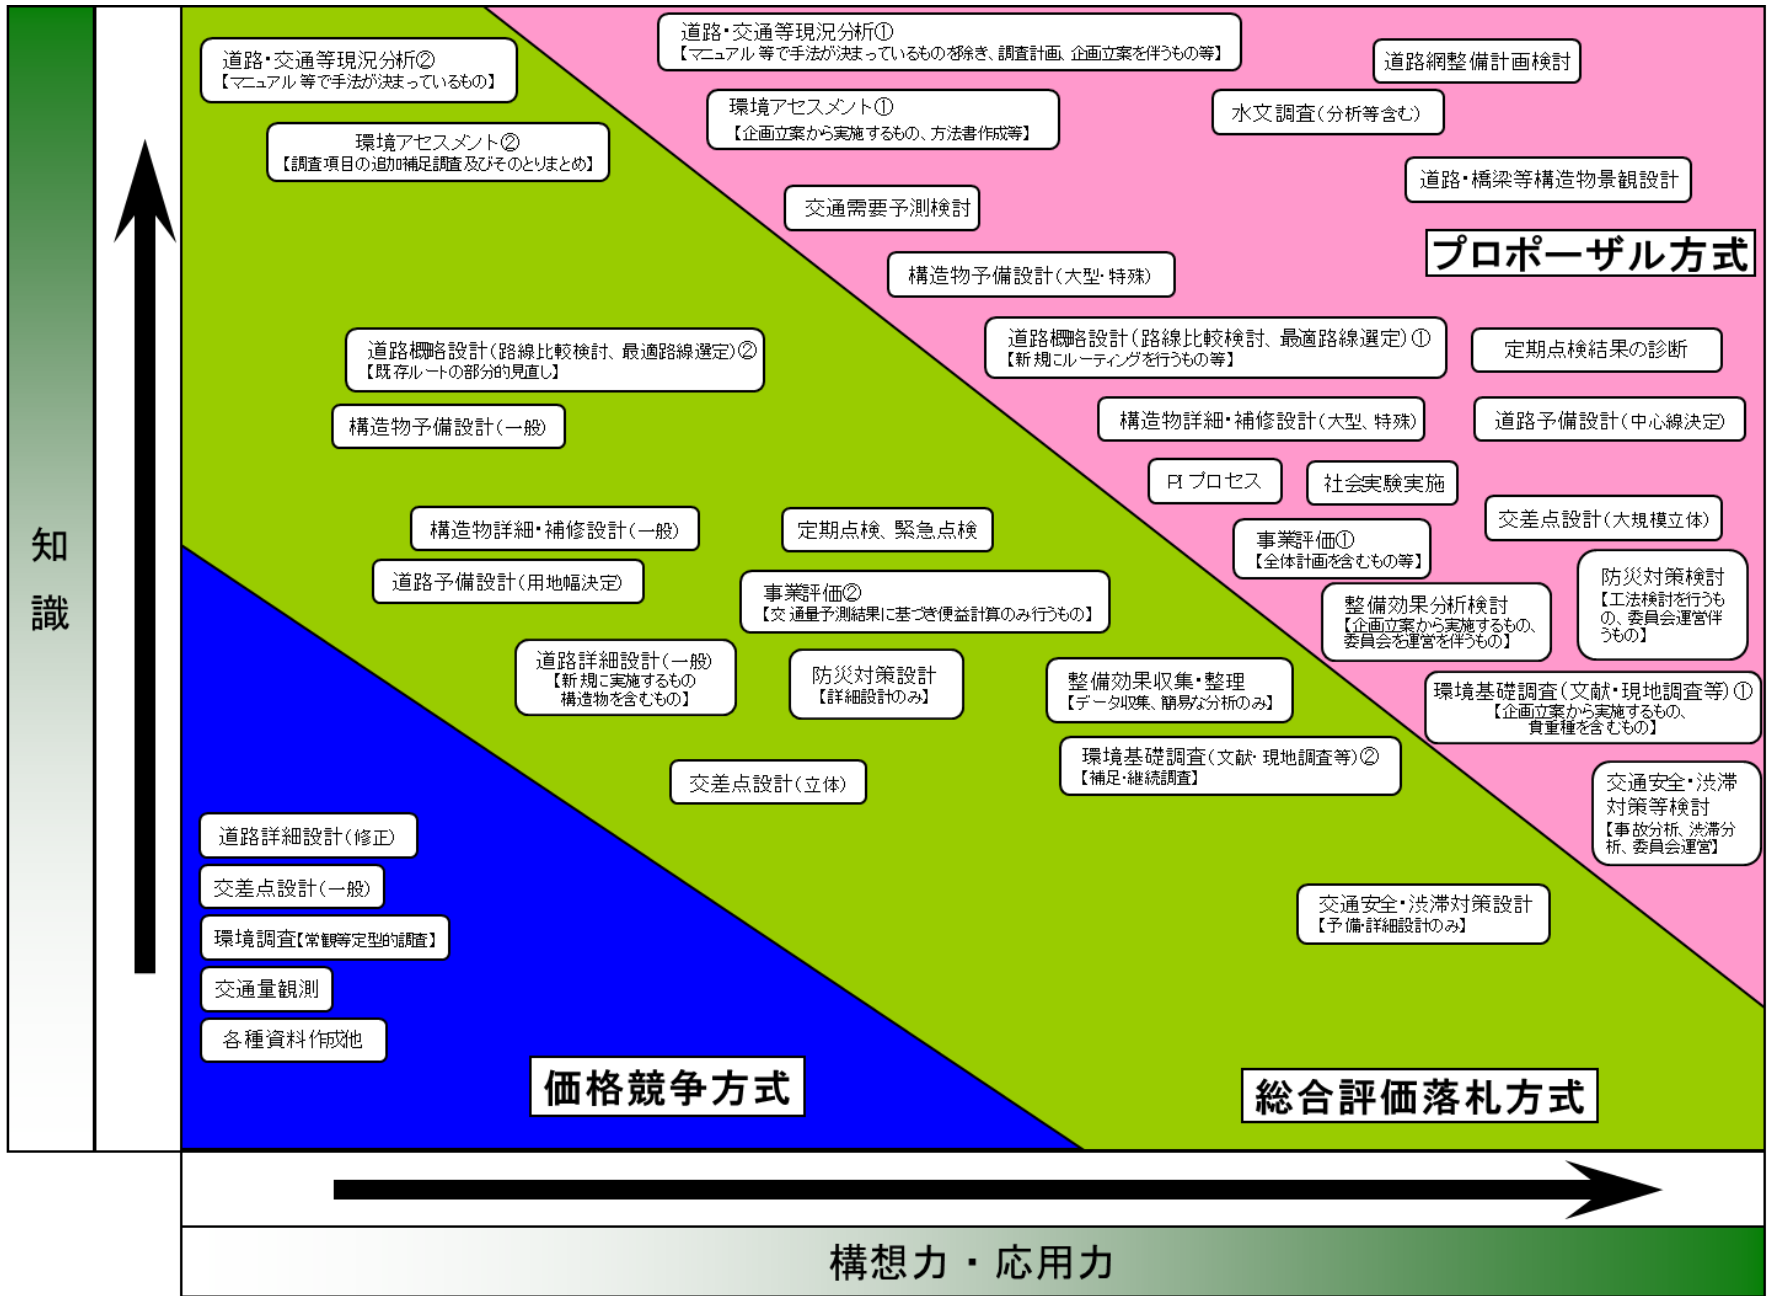 道路・交通等現況分析①
【マニュアル等で手法が決まっているものを除き、調査計画、企画立案を伴うもの等】
道路・交通等現況分析②
【マニュアル等で手法が決まっているもの】
道路網整備計画検討
環境アセスメント①
【企画立案から実施するもの、方法書作成等】
水文調査(分析等含む)
環境アセスメント②
【調査項目の追加補足調査及びそのとりまとめ】
道路・橋梁等構造物景観設計
交通需要予測検討
プロポーザル方式
構造物予備設計(大型・特殊)
道路概略設計(路線比較検討、最適路線選定)①
【新規にルーティングを行うもの等】
定期点検結果の診断
道路概略設計(路線比較検討、最適路線選定)②
【既存ルートの部分的見直し】
構造物詳細・補修設計(大型、特殊)
道路予備設計(中心線決定)
構造物予備設計(一般)
PIプロセス
社会実験実施
交差点設計(大規模立体)
構造物詳細・補修設計(一般)
定期点検、緊急点検
事業評価①
【全体計画を含むもの等】
知
識
道路予備設計(用地幅決定)
事業評価②
【交通量予測結果に基づき便益計算のみ行うもの】
整備効果分析検討
【企画立案から実施するもの、
委員会を運営を伴うもの】
防災対策検討
【工法検討を行うも
の、委員会運営伴
うもの】
道路詳細設計(一般)
【新規に実施するもの
構造物を含むもの】
防災対策設計
【詳細設計のみ】
整備効果収集・整理
【データ収集、簡易な分析のみ】
環境基礎調査(文献・現地調査等)①
【企画立案から実施するもの、
貴重種を含むもの】
交差点設計(立体)
環境基礎調査(文献・現地調査等)②
【補足・継続調査】
交通安全・渋滞
対策等検討
【事故分析、渋滞分
析、委員会運営】
道路詳細設計(修正)
交差点設計(一般)
環境調査【常観等定型的調査】
交通量観測
各種資料作成他
交通安全・渋滞対策設計
【予備・詳細設計のみ】
価格競争方式
総合評価落札方式
構想力・応用力